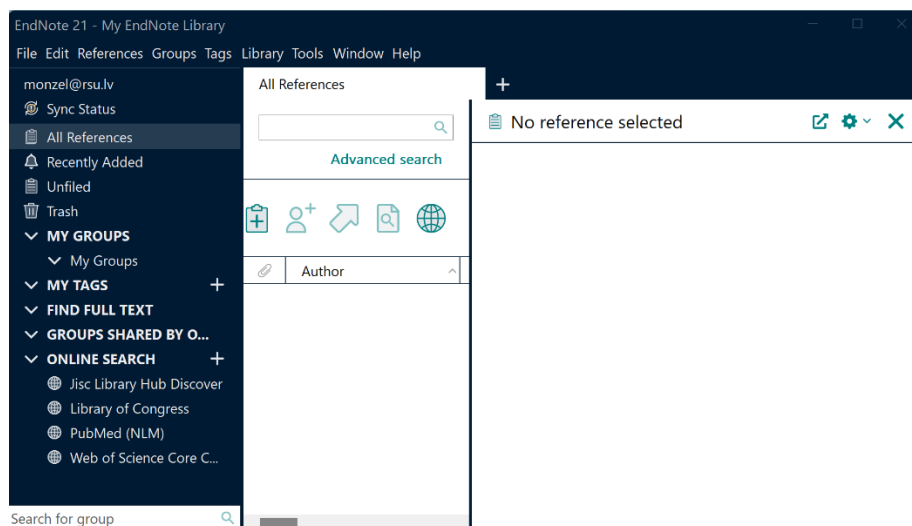 EndNote 21 - My EndNote Library
File Edit References Groups Tags Library Tools Window Help
monzel@rsu.lv
Sync Status
All References
Recently Added
Unfiled
Trash
MY GROUPS
My Groups
MY TAGS
FIND FULL TEXT
GROUPS SHARED BY O...
ONLINE SEARCH
Jisc Library Hub Discover
Library of Congress
PubMed (NLM)
Web of Science Core C...
Search for group
All References
Advanced search
Author
No reference selected